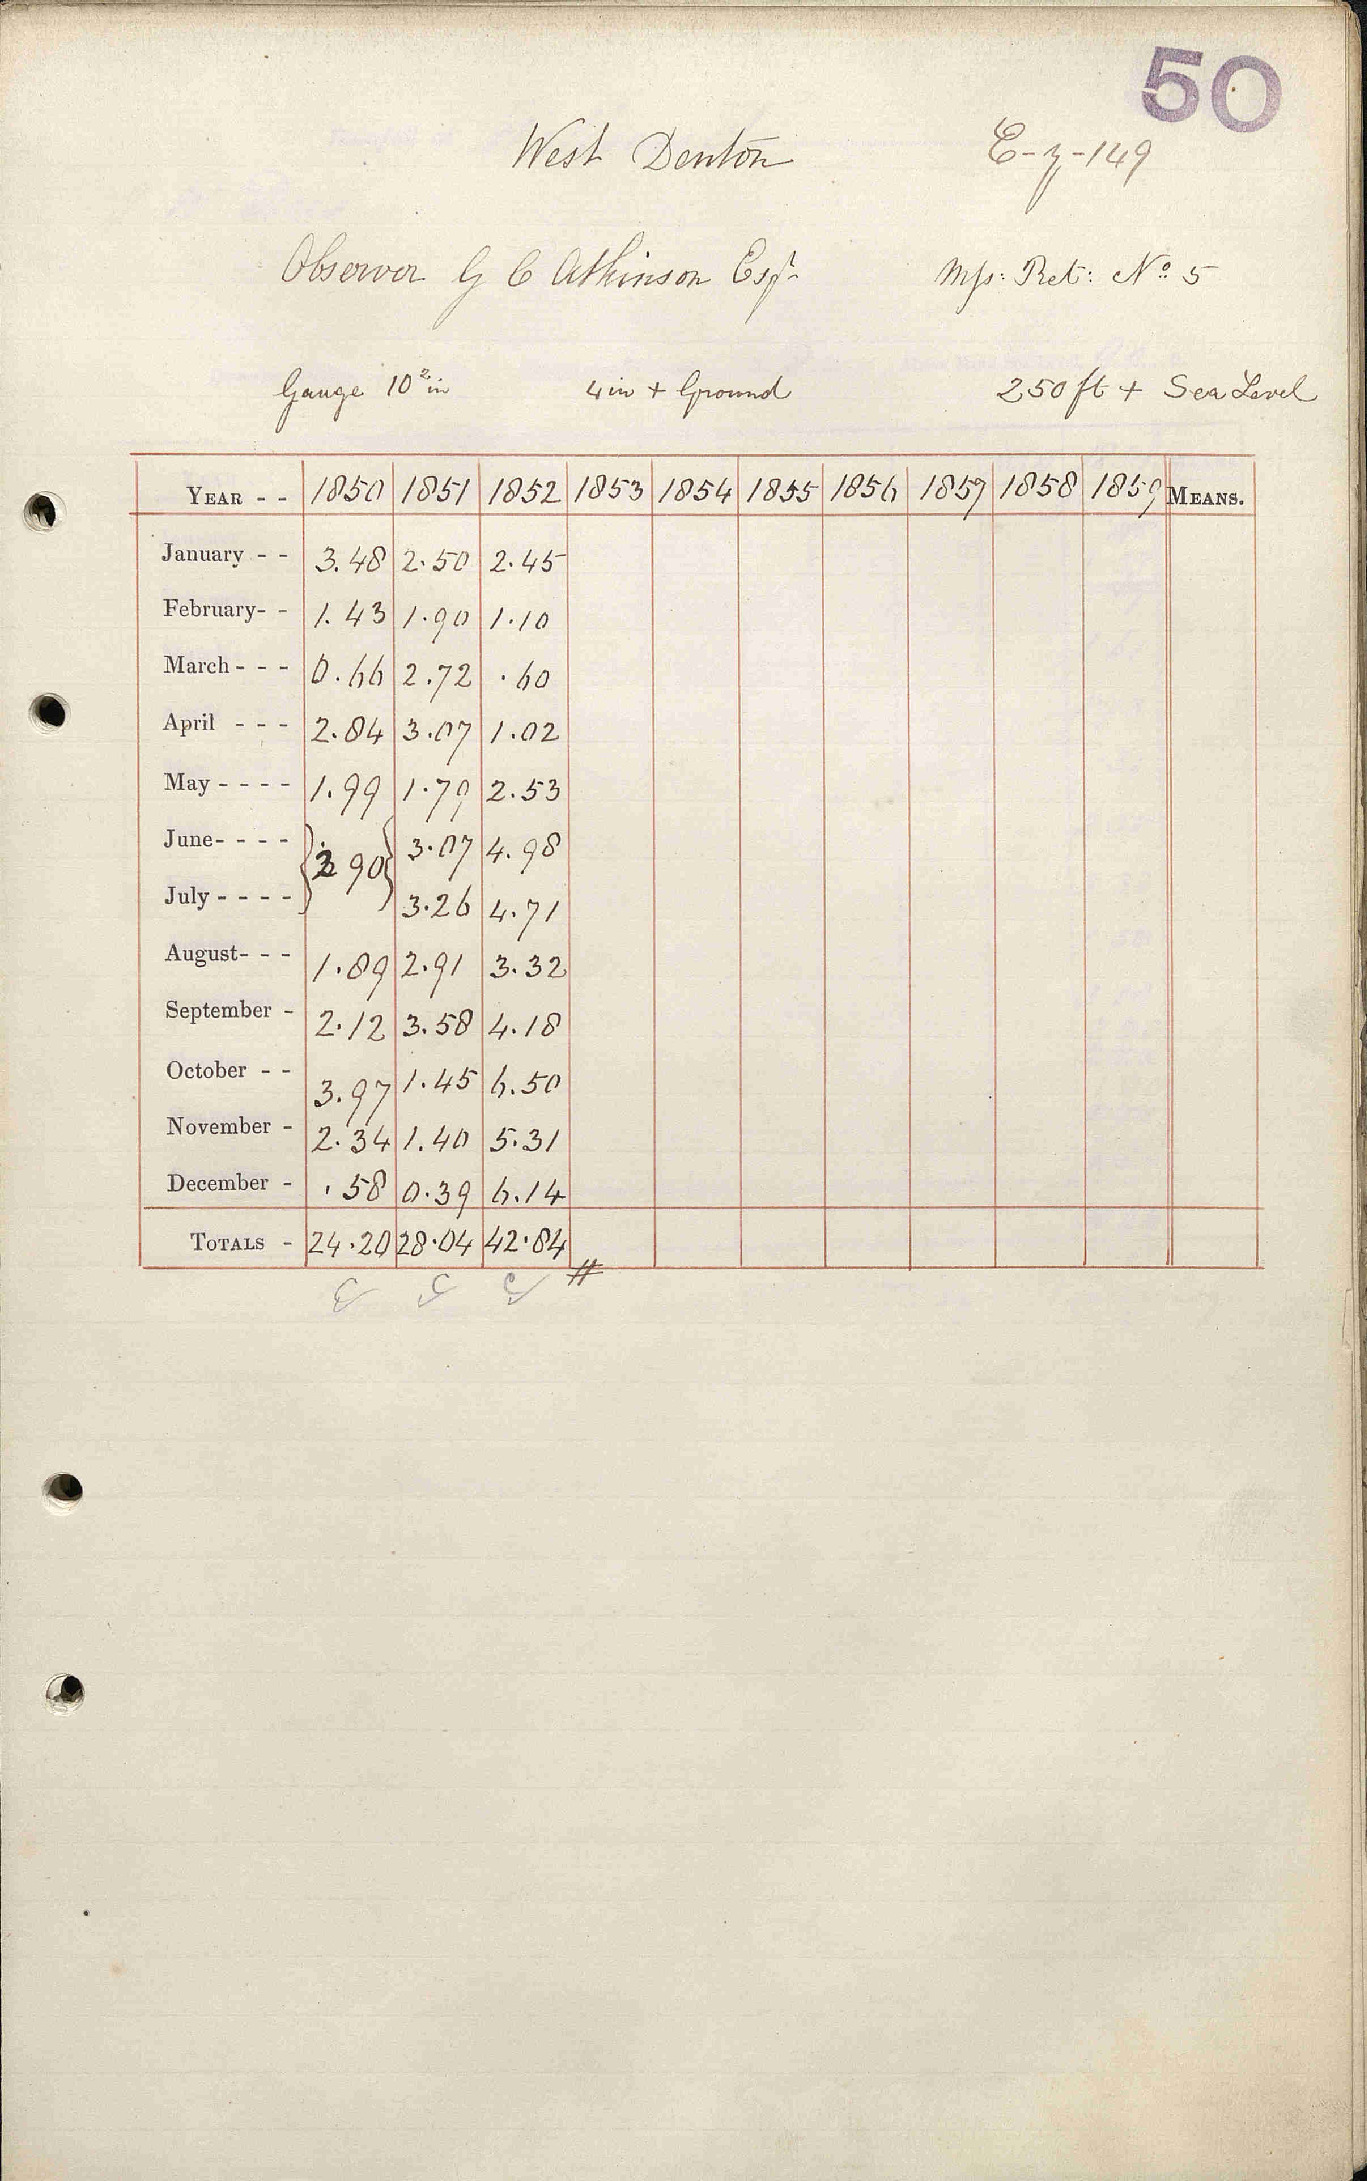 50
West Denton E-y-149
Observer G C Atkinson Esqr Mss: Ret: No 5
Gauge 10 in 4 in + Ground 250 ft + Sea Level
YEAR - - 1850 1851 1852 1853 1854 1855 1856 1857 1858 1859 MEANS.
January - - 3.48 2.50 2.45
February- - 1.43 1.90 1.10
March - - - 0.66 2.72 .60
April - - - 2.84 3.07 1.02
May - - - - 1.99 1.79 2.53
June- - - - } 2.90 { 3.07 4.98
July - - - - 3.26 4.71
August- - - 1.89 2.91 3.32
September - 2.12 3.58 4.18
October - - 3.97 1.45 6.50
November - 2.34 1.40 5.31
December - .58 0.39 6.14
TOTALS - 24.20 28.04 42.84